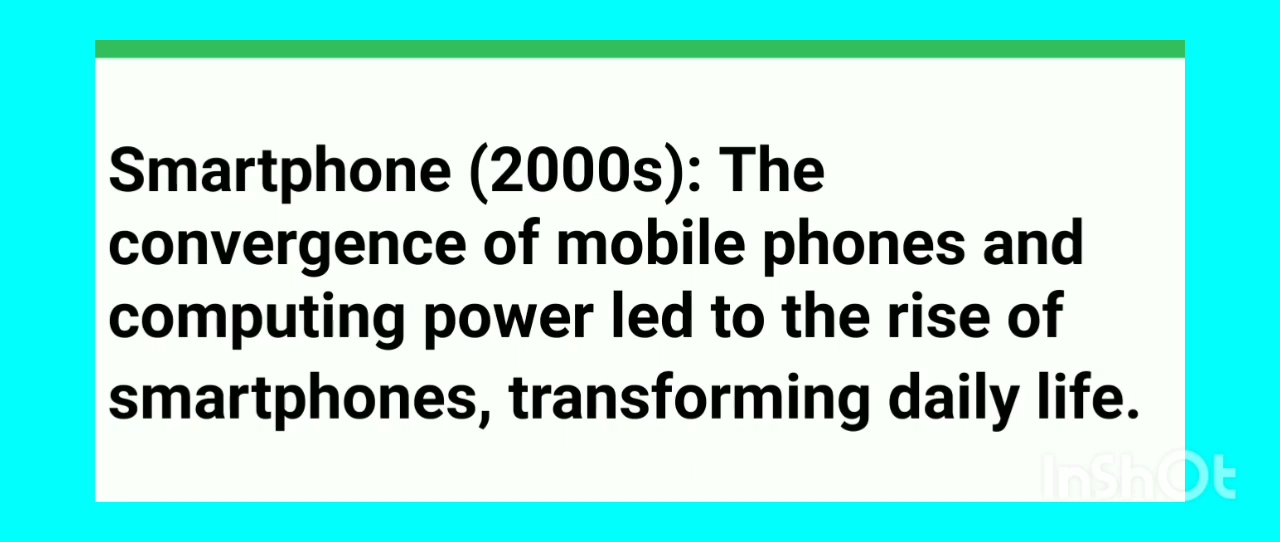 Smartphone (2000s): The
convergence of mobile phones and
computing power led to the rise of
smartphones, transforming daily life.
InShOt